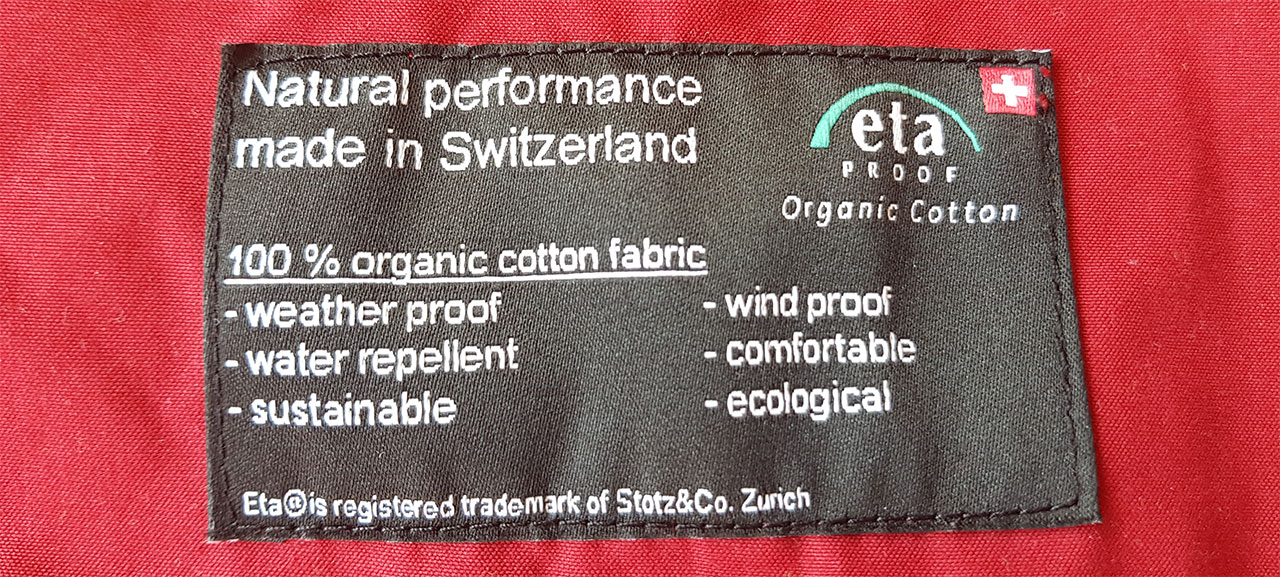 Natural performance
made in Switzerland
eta
PROOF
Organic Cotton
100 % organic cotton fabric
- weather proof
- water repellent
- sustainable
- wind proof
- comfortable
- ecological
Eta®is registered trademark of Stotz&Co. Zurich